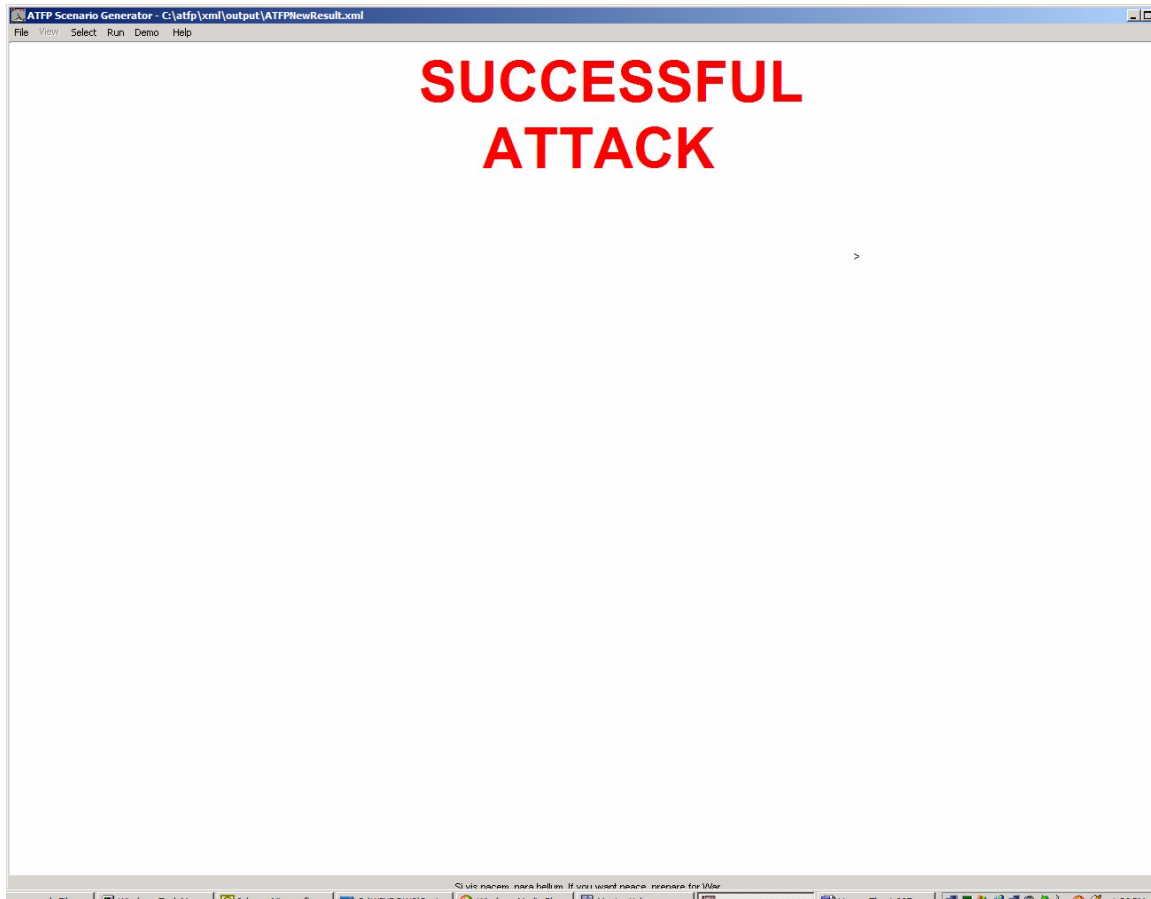 ATFP Scenario Generator - C:\atfp\xml\output\ATFPNewResult.xml
File View Select Run Demo Help
SUCCESSFUL
ATTACK
>
Si vis pacem, para bellum. If you want peace, prepare for War